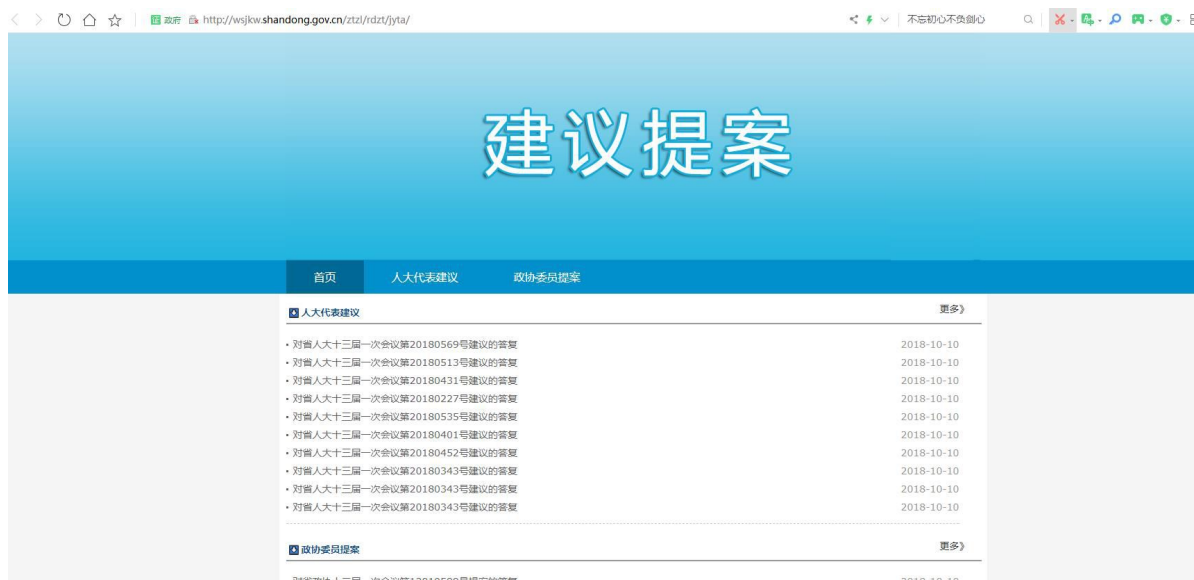 政府 http://wsjkw.shandong.gov.cn/ztzl/rdzt/jyta/ 不忘初心不负剑心
建议提案
首页 人大代表建议 政协委员提案
人大代表建议 更多》
对省人大十三届一次会议第20180569号建议的答复 2018-10-10
对省人大十三届一次会议第20180513号建议的答复 2018-10-10
对省人大十三届一次会议第20180431号建议的答复 2018-10-10
对省人大十三届一次会议第20180227号建议的答复 2018-10-10
对省人大十三届一次会议第20180535号建议的答复 2018-10-10
对省人大十三届一次会议第20180401号建议的答复 2018-10-10
对省人大十三届一次会议第20180452号建议的答复 2018-10-10
对省人大十三届一次会议第20180343号建议的答复 2018-10-10
对省人大十三届一次会议第20180343号建议的答复 2018-10-10
对省人大十三届一次会议第20180343号建议的答复 2018-10-10
政协委员提案 更多》